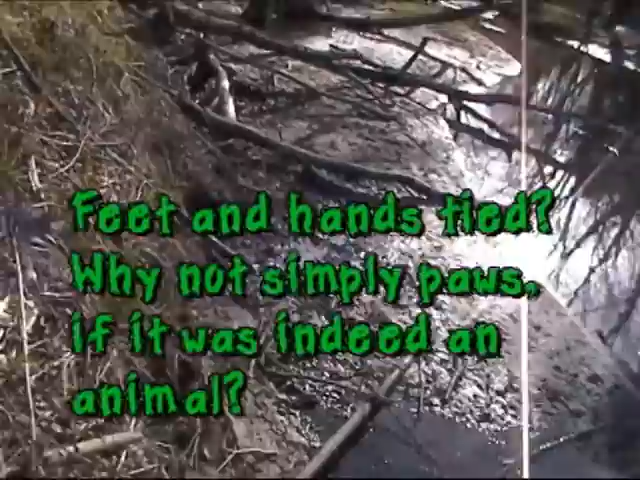 Feet and hands tied?
Why not simply paws,
if it was indeed an
animal?